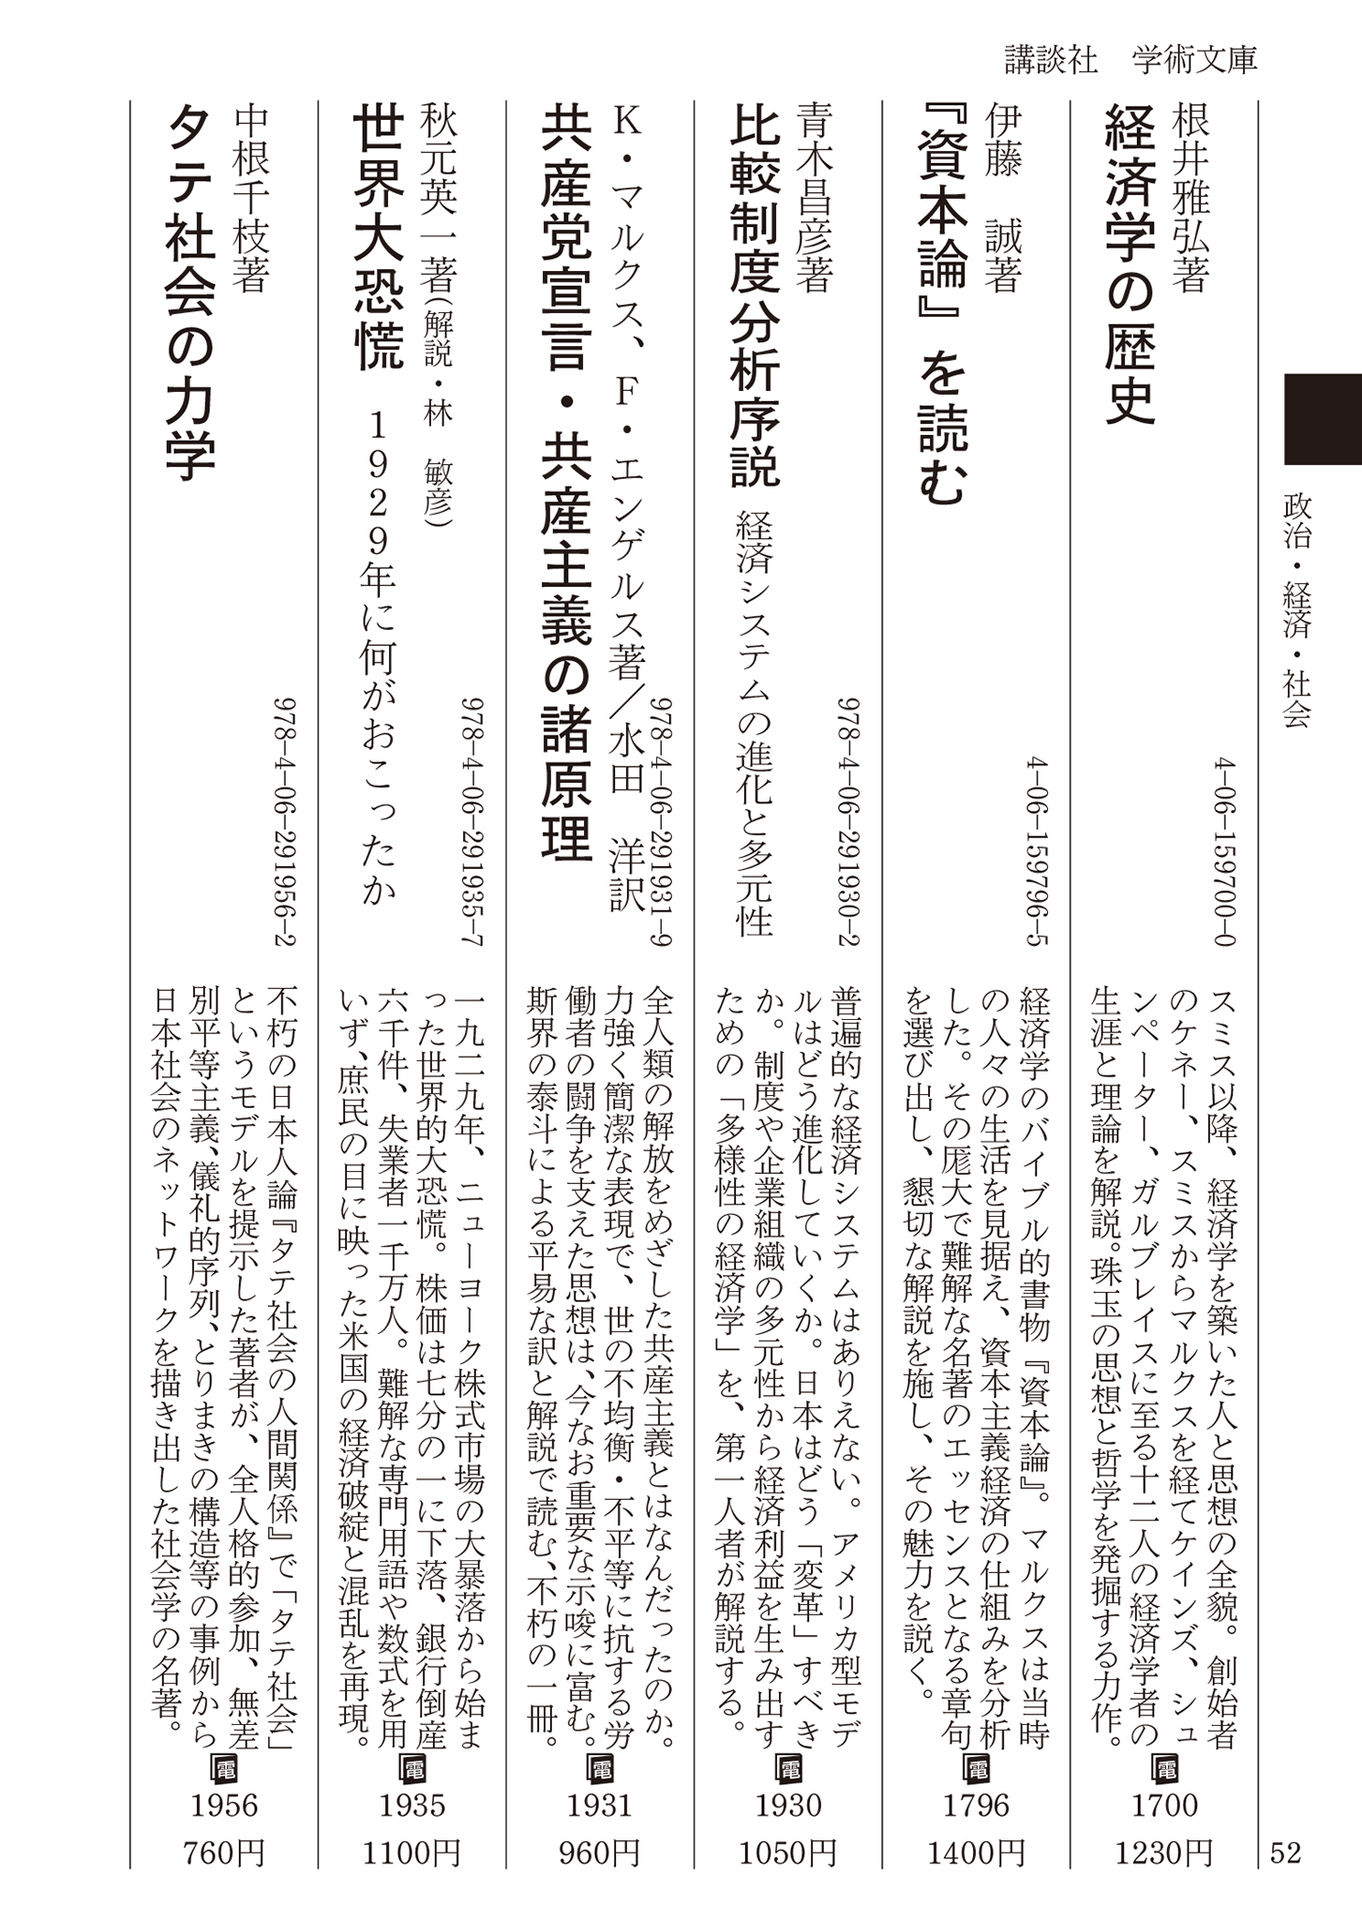 講談社　学術文庫
政治・経済・社会
根井雅弘著
経済学の歴史
4-06-159700-0
スミス以降、経済学を築いた人と思想の全貌。創始者
のケネー、スミスからマルクスを経てケインズ、シュ
ンペーター、ガルブレイスに至る十二人の経済学者の
生涯と理論を解説。珠玉の思想と哲学を発掘する力作。
電
1700
1230円
伊藤　誠著
『資本論』を読む
4-06-159796-5
経済学のバイブル的書物『資本論』。マルクスは当時
の人々の生活を見据え、資本主義経済の仕組みを分析
した。その厖大で難解な名著のエッセンスとなる章句
を選び出し、懇切な解説を施し、その魅力を説く。
電
1796
1400円
青木昌彦著
比較制度分析序説　経済システムの進化と多元性
978-4-06-291930-2
普遍的な経済システムはありえない。アメリカ型モデ
ルはどう進化していくか。日本はどう「変革」すべき
か。制度や企業組織の多元性から経済利益を生み出す
ための「多様性の経済学」を、第一人者が解説する。
電
1930
1050円
K・マルクス、F・エンゲルス著／水田　洋訳
共産党宣言・共産主義の諸原理
978-4-06-291931-9
全人類の解放をめざした共産主義とはなんだったのか。
力強く簡潔な表現で、世の不均衡・不平等に抗する労
働者の闘争を支えた思想は、今なお重要な示唆に富む。
斯界の泰斗による平易な訳と解説で読む、不朽の一冊。
電
1931
960円
秋元英一著（解説・林　敏彦）
世界大恐慌　1929年に何がおこったか
978-4-06-291935-7
一九二九年、ニューヨーク株式市場の大暴落から始ま
った世界的大恐慌。株価は七分の一に下落、銀行倒産
六千件、失業者一千万人。難解な専門用語や数式を用
いず、庶民の目に映った米国の経済破綻と混乱を再現。
電
1935
1100円
中根千枝著
タテ社会の力学
978-4-06-291956-2
不朽の日本人論『タテ社会の人間関係』で「タテ社会」
というモデルを提示した著者が、全人格的参加、無差
別平等主義、儀礼的序列、とりまきの構造等の事例から
日本社会のネットワークを描き出した社会学の名著。
電
1956
760円
52